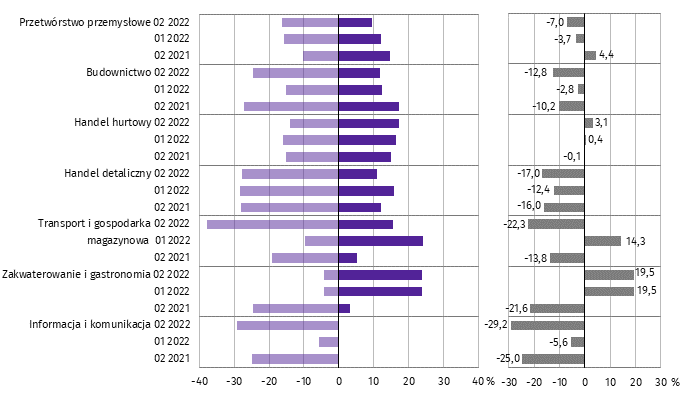 Przetwórstwo przemysłowe 02 2022 -7,0
01 2022 -3,7
02 2021 4,4
Budownictwo 02 2022 -12,8
01 2022 -2,8
02 2021 -10,2
Handel hurtowy 02 2022 3,1
01 2022 0,4
02 2021 -0,1
Handel detaliczny 02 2022 -17,0
01 2022 -12,4
02 2021 -16,0
Transport i gospodarka 02 2022 -22,3
magazynowa 01 2022 14,3
02 2021 -13,8
Zakwaterowanie i gastronomia 02 2022 19,5
01 2022 19,5
02 2021 -21,6
Informacja i komunikacja 02 2022 -29,2
01 2022 -5,6
02 2021 -25,0
-40 -30 -20 -10 0 10 20 30 40 % -30 -20 -10 0 10 20 30 %